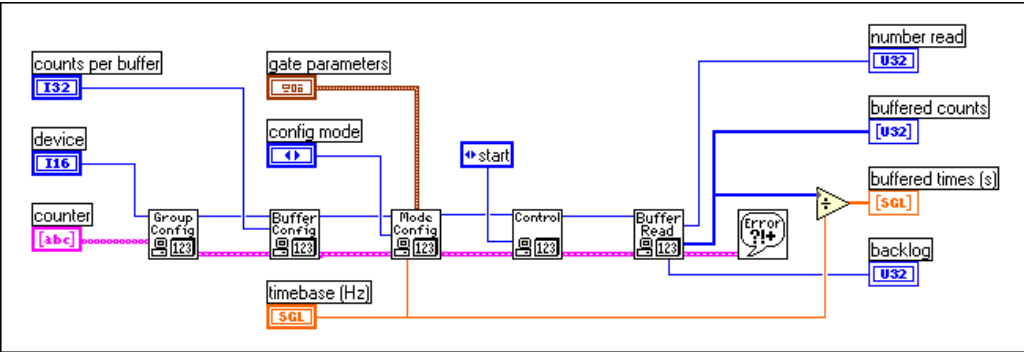 number read
U32
counts per buffer
I32
gate parameters
buffered counts
[U32]
config mode
device
I16
start
buffered times (s)
[SGL]
counter
[abc]
Group
Config
123
Buffer
Config
123
Mode
Config
123
Control
123
Buffer
Read
123
Error
?!+
÷
backlog
U32
timebase (Hz)
SGL